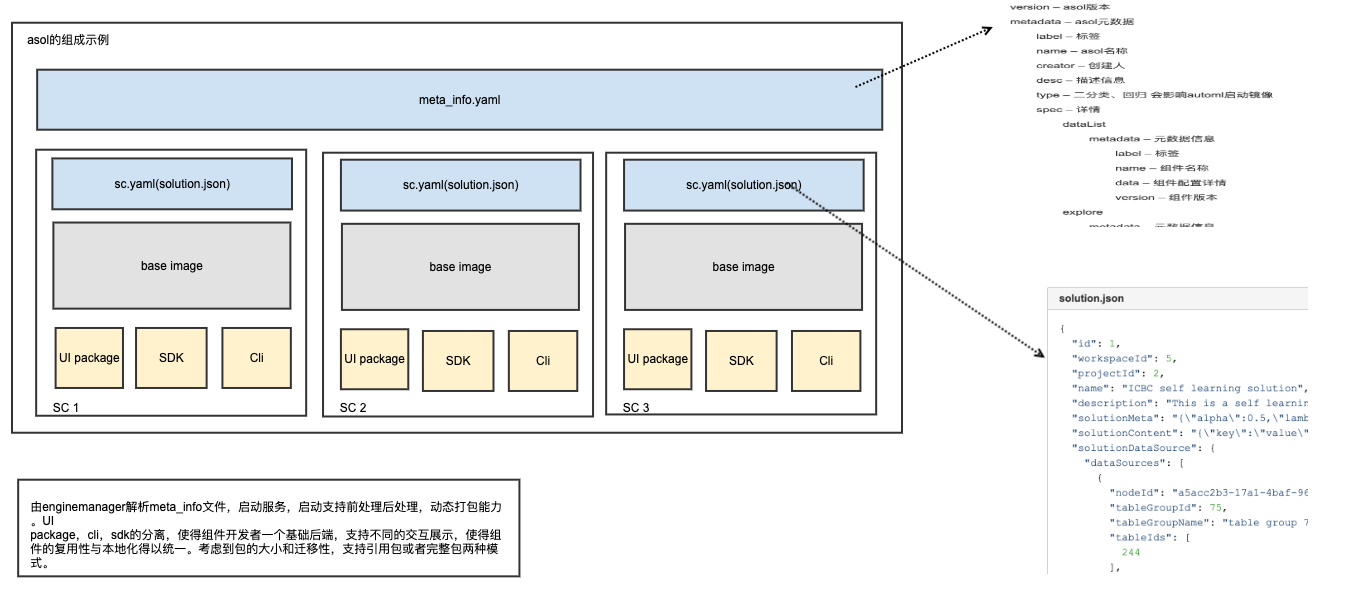 asol的组成示例
meta_info.yaml
sc.yaml(solution.json)
base image
UI package
SDK
Cli
SC 1
sc.yaml(solution.json)
base image
UI package
SDK
Cli
SC 2
sc.yaml(solution.json)
base image
UI package
SDK
Cli
SC 3
version – asol版本
metadata – asol元数据
label – 标签
name – asol名称
creator – 创建人
desc – 描述信息
type – 二分类、回归 会影响automl启动镜像
spec – 详情
dataList
metadata – 元数据信息
label – 标签
name – 组件名称
data – 组件配置详情
version – 组件版本
explore
metadata – 元数据信息
solution.json
{
"id": 1,
"workspaceId": 5,
"projectId": 2,
"name": "ICBC self learning solution",
"description": "This is a self learnin
"solutionMeta": "{\"alpha\":0.5,\"lamb
"solutionContent": "{\"key\":\"value\"
"solutionDataSource": {
"dataSources": [
{
"nodeId": "a5acc2b3-17a1-4baf-96
"tableGroupId": 75,
"tableGroupName": "table group 7
"tableIds": [
244
],
由enginemanager解析meta_info文件，启动服务，启动支持前处理后处理，动态打包能力
。UI
package，cli，sdk的分离，使得组件开发者一个基础后端，支持不同的交互展示，使得组
件的复用性与本地化得以统一。考虑到包的大小和迁移性，支持引用包或者完整包两种模
式。